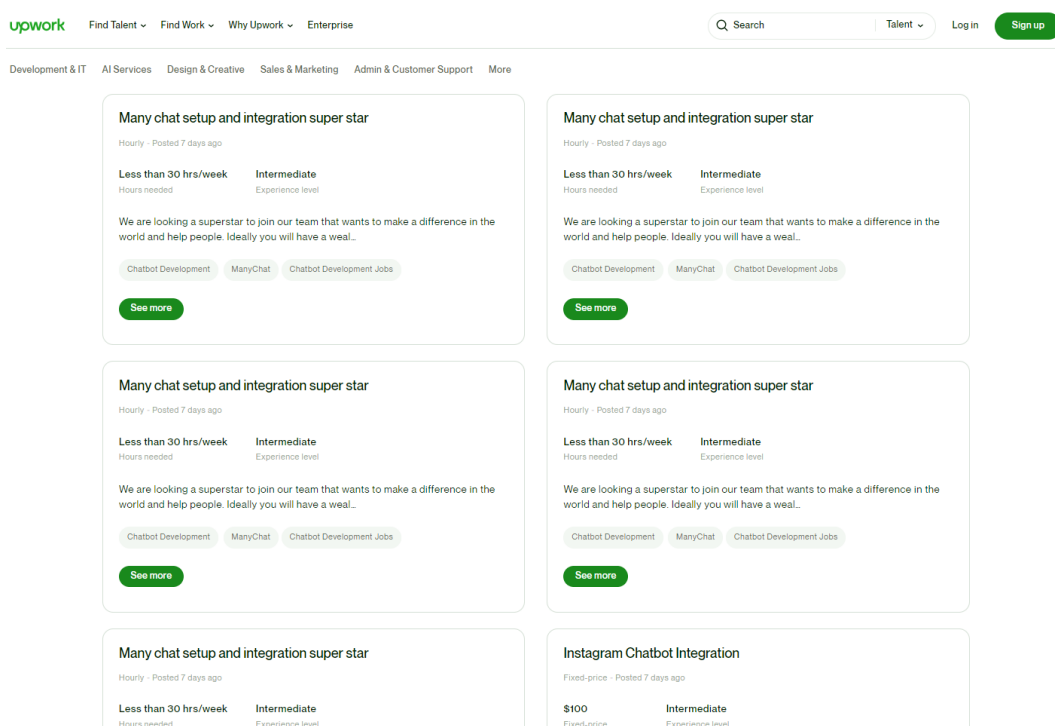 upwork Find Talent Find Work Why Upwork Enterprise Search Talent Log in Sign up
Development & IT AI Services Design & Creative Sales & Marketing Admin & Customer Support More
Many chat setup and integration super star
Hourly - Posted 7 days ago
Less than 30 hrs/week Intermediate
Hours needed Experience level
We are looking a superstar to join our team that wants to make a difference in the
world and help people. Ideally you will have a weal...
Chatbot Development ManyChat Chatbot Development Jobs
See more
Many chat setup and integration super star
Hourly - Posted 7 days ago
Less than 30 hrs/week Intermediate
Hours needed Experience level
We are looking a superstar to join our team that wants to make a difference in the
world and help people. Ideally you will have a weal...
Chatbot Development ManyChat Chatbot Development Jobs
See more
Many chat setup and integration super star
Hourly - Posted 7 days ago
Less than 30 hrs/week Intermediate
Hours needed Experience level
We are looking a superstar to join our team that wants to make a difference in the
world and help people. Ideally you will have a weal...
Chatbot Development ManyChat Chatbot Development Jobs
See more
Many chat setup and integration super star
Hourly - Posted 7 days ago
Less than 30 hrs/week Intermediate
Hours needed Experience level
We are looking a superstar to join our team that wants to make a difference in the
world and help people. Ideally you will have a weal...
Chatbot Development ManyChat Chatbot Development Jobs
See more
Many chat setup and integration super star
Hourly - Posted 7 days ago
Less than 30 hrs/week Intermediate
Hours needed Experience level
Instagram Chatbot Integration
Fixed-price - Posted 7 days ago
$100 Intermediate
Fixed-price Experience level